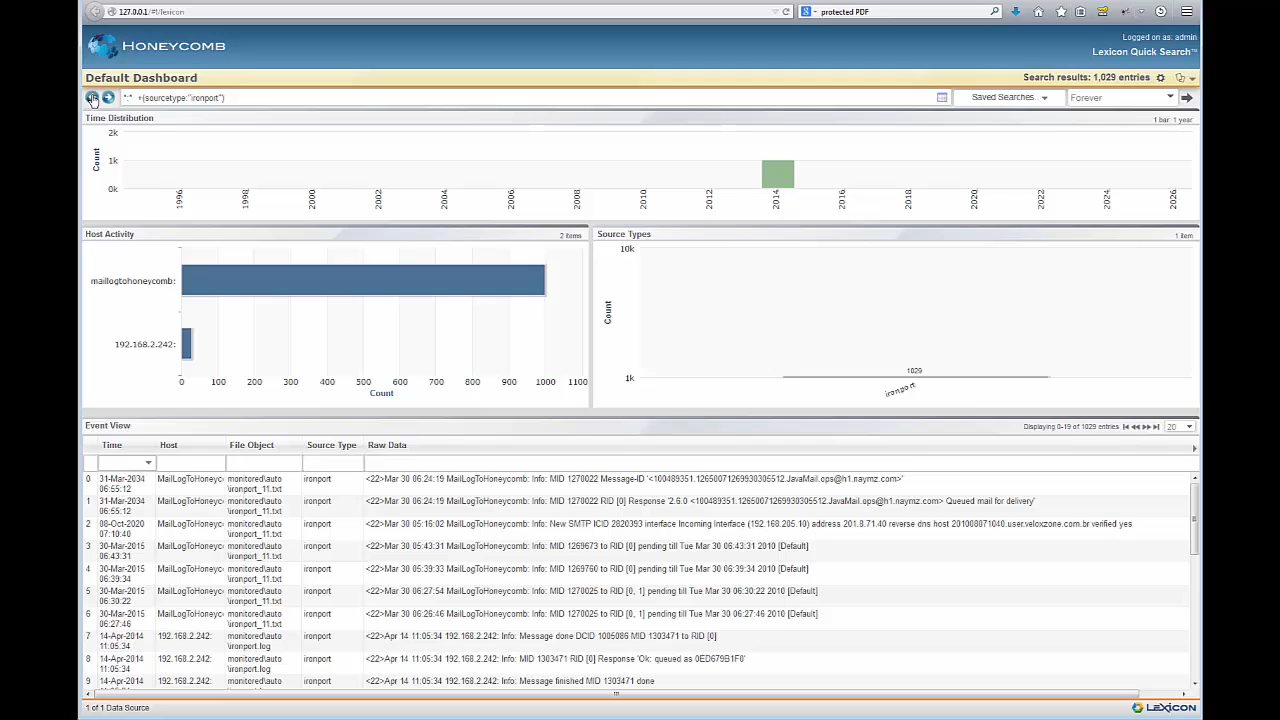 127.0.0.1/#!/lexicon
protected PDF
HONEYCOMB
Logged on as: admin
Lexicon Quick Search™
Default Dashboard
Search results: 1,029 entries
*:* +(sourcetype:"ironport")
Saved Searches..
Forever
Time Distribution
1 bar: 1 year
Count
2k
1k
0k
1996 1998 2000 2002 2004 2006 2008 2010 2012 2014 2016 2018 2020 2022 2024 2026
Host Activity
2 items
maillogtohoneycomb:
192.168.2.242:
0 100 200 300 400 500 600 700 800 900 1000 1100
Count
Source Types
1 item
Count
10k
1k
1029
ironport
Event View
Displaying 0-19 of 1029 entries
20
Time Host File Object Source Type Raw Data
0 31-Mar-2034 06:55:12 MailLogToHoneyc monitored\auto\ironport_11.txt ironport <22>Mar 30 06:24:19 MailLogToHoneycomb: Info: MID 1270022 Message-ID '<100489351.12650071269930305512.JavaMail.ops@h1.naymz.com>'
1 31-Mar-2034 06:55:12 MailLogToHoneyc monitored\auto\ironport_11.txt ironport <22>Mar 30 06:24:19 MailLogToHoneycomb: Info: MID 1270022 RID [0] Response '2.6.0 <100489351.12650071269930305512.JavaMail.ops@h1.naymz.com> Queued mail for delivery'
2 08-Oct-2020 07:10:40 MailLogToHoneyc monitored\auto\ironport_11.txt ironport <22>Mar 30 05:16:02 MailLogToHoneycomb: Info: New SMTP ICID 2820393 interface Incoming Interface (192.168.205.10) address 201.8.71.40 reverse dns host 201008071040.user.veloxzone.com.br verified yes
3 30-Mar-2015 06:43:31 MailLogToHoneyc monitored\auto\ironport_11.txt ironport <22>Mar 30 05:43:31 MailLogToHoneycomb: Info: MID 1269673 to RID [0] pending till Tue Mar 30 06:43:31 2010 [Default]
4 30-Mar-2015 06:39:34 MailLogToHoneyc monitored\auto\ironport_11.txt ironport <22>Mar 30 05:39:33 MailLogToHoneycomb: Info: MID 1269760 to RID [0] pending till Tue Mar 30 06:39:34 2010 [Default]
5 30-Mar-2015 06:30:22 MailLogToHoneyc monitored\auto\ironport_11.txt ironport <22>Mar 30 06:27:54 MailLogToHoneycomb: Info: MID 1270025 to RID [0, 1] pending till Tue Mar 30 06:30:22 2010 [Default]
6 30-Mar-2015 06:27:46 MailLogToHoneyc monitored\auto\ironport_11.txt ironport <22>Mar 30 06:26:46 MailLogToHoneycomb: Info: MID 1270025 to RID [0, 1] pending till Tue Mar 30 06:27:46 2010 [Default]
7 14-Apr-2014 11:05:34 192.168.2.242: monitored\auto\ironport.log ironport <22>Apr 14 11:05:34 192.168.2.242: Info: Message done DCID 1005086 MID 1303471 to RID [0]
8 14-Apr-2014 11:05:34 192.168.2.242: monitored\auto\ironport.log ironport <22>Apr 14 11:05:34 192.168.2.242: Info: MID 1303471 RID [0] Response 'Ok: queued as 0ED679B1F0'
9 14-Apr-2014 192.168.2.242: monitored\auto ironport <22>Apr 14 11:05:34 192.168.2.242: Info: Message finished MID 1303471 done
1 of 1 Data Source
LEXICON